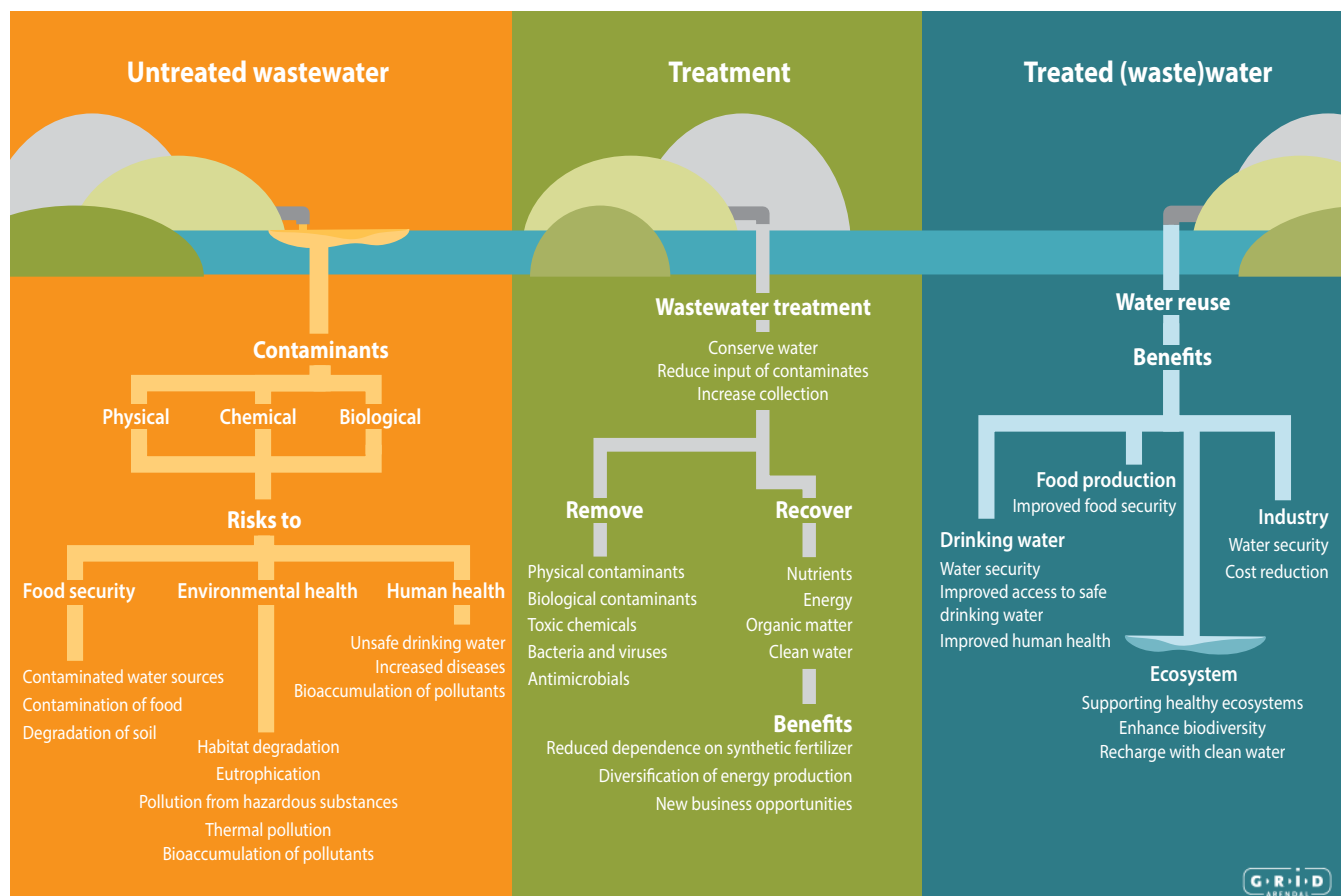 Untreated wastewater
Contaminants
Physical
Chemical
Biological
Risks to
Food security
Contaminated water sources
Contamination of food
Degradation of soil
Environmental health
Habitat degradation
Eutrophication
Pollution from hazardous substances
Thermal pollution
Bioaccumulation of pollutants
Human health
Unsafe drinking water
Increased diseases
Bioaccumulation of pollutants
Treatment
Wastewater treatment
Conserve water
Reduce input of contaminates
Increase collection
Remove
Physical contaminants
Biological contaminants
Toxic chemicals
Bacteria and viruses
Antimicrobials
Recover
Nutrients
Energy
Organic matter
Clean water
Benefits
Reduced dependence on synthetic fertilizer
Diversification of energy production
New business opportunities
Treated (waste)water
Water reuse
Benefits
Drinking water
Water security
Improved access to safe
drinking water
Improved human health
Food production
Improved food security
Ecosystem
Supporting healthy ecosystems
Enhance biodiversity
Recharge with clean water
Industry
Water security
Cost reduction
G·R·I·D
ARENDAL